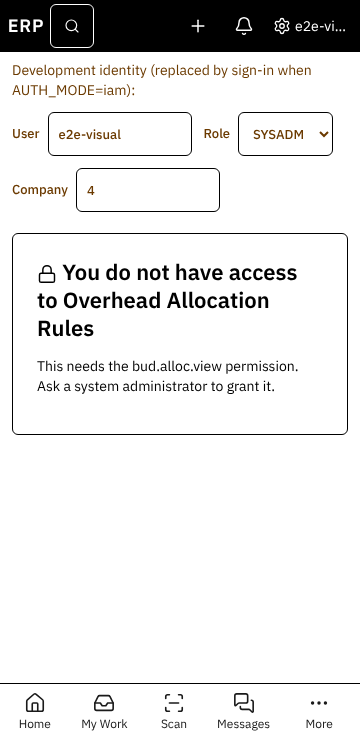 ERP
e2e-vi...
Development identity (replaced by sign-in when
AUTH_MODE=iam):
User e2e-visual Role SYSADM
Company 4
You do not have access
to Overhead Allocation
Rules
This needs the bud.alloc.view permission.
Ask a system administrator to grant it.
Home My Work Scan Messages More